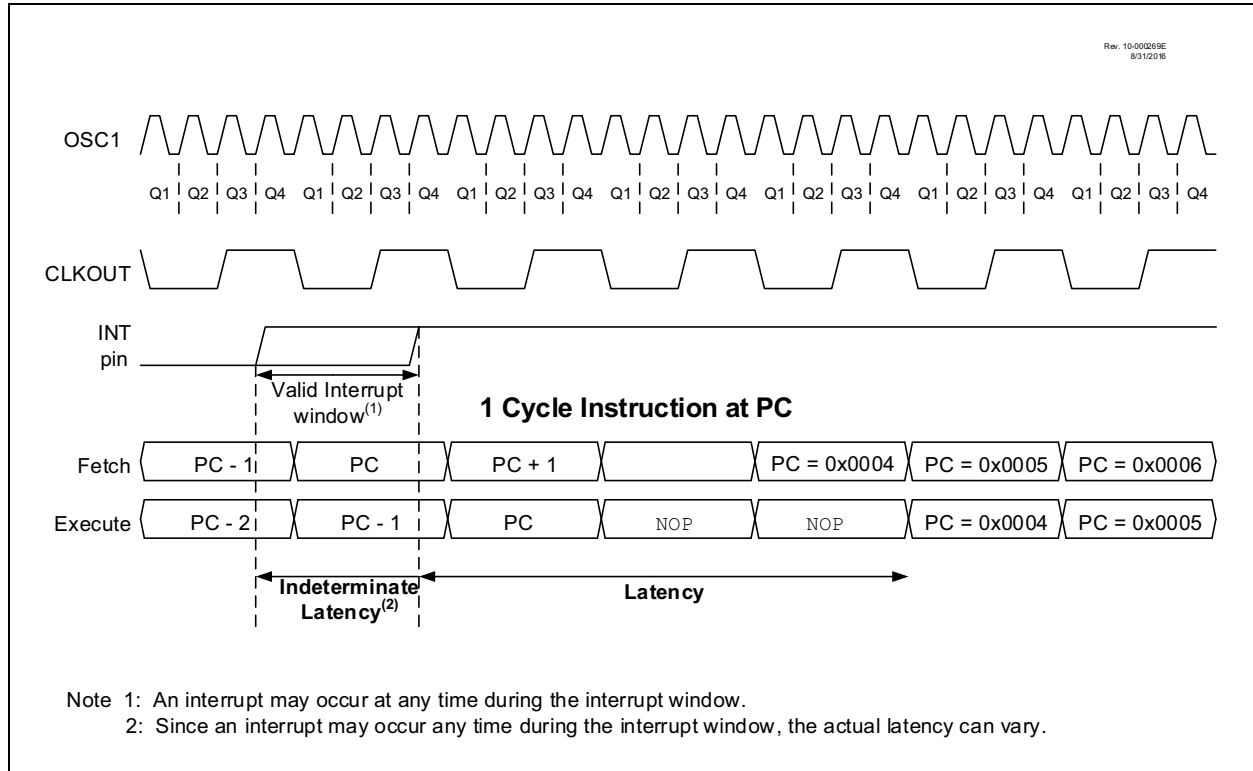 Rev. 10-000269E
8/31/2016
OSC1
Q1 Q2 Q3 Q4 Q1 Q2 Q3 Q4 Q1 Q2 Q3 Q4 Q1 Q2 Q3 Q4 Q1 Q2 Q3 Q4 Q1 Q2 Q3 Q4 Q1 Q2 Q3 Q4
CLKOUT
INT
pin
Valid Interrupt
window(1)
1 Cycle Instruction at PC
Fetch PC - 1 PC PC + 1 PC = 0x0004 PC = 0x0005 PC = 0x0006
Execute PC - 2 PC - 1 PC NOP NOP PC = 0x0004 PC = 0x0005
Indeterminate
Latency(2)
Latency
Note 1: An interrupt may occur at any time during the interrupt window.
2: Since an interrupt may occur any time during the interrupt window, the actual latency can vary.